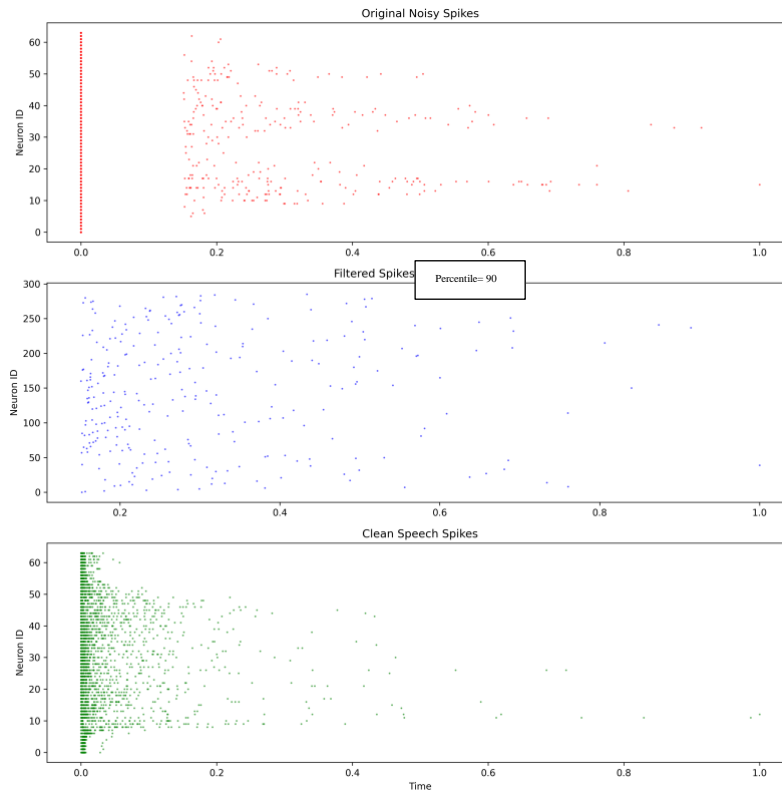 Original Noisy Spikes
60
50
40
30
20
10
0
Neuron ID
0.0 0.2 0.4 0.6 0.8 1.0
Filtered Spikes
Percentile= 90
300
250
200
150
100
50
0
Neuron ID
0.2 0.4 0.6 0.8 1.0
Clean Speech Spikes
60
50
40
30
20
10
0
Neuron ID
0.0 0.2 0.4 0.6 0.8 1.0
Time